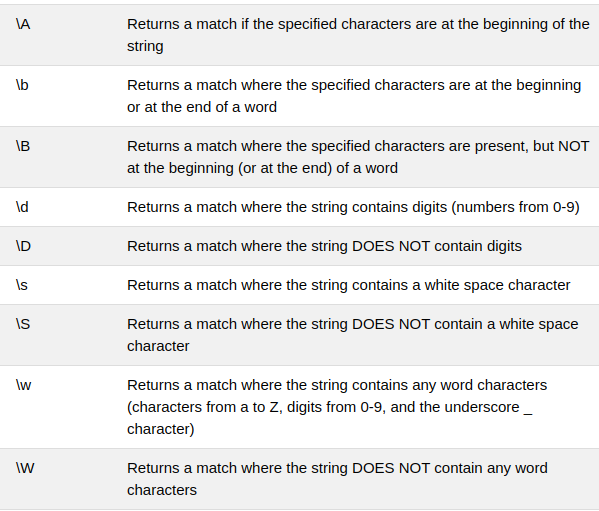 \A Returns a match if the specified characters are at the beginning of the
string
\b Returns a match where the specified characters are at the beginning
or at the end of a word
\B Returns a match where the specified characters are present, but NOT
at the beginning (or at the end) of a word
\d Returns a match where the string contains digits (numbers from 0-9)
\D Returns a match where the string DOES NOT contain digits
\s Returns a match where the string contains a white space character
\S Returns a match where the string DOES NOT contain a white space
character
\w Returns a match where the string contains any word characters
(characters from a to Z, digits from 0-9, and the underscore _
character)
\W Returns a match where the string DOES NOT contain any word
characters